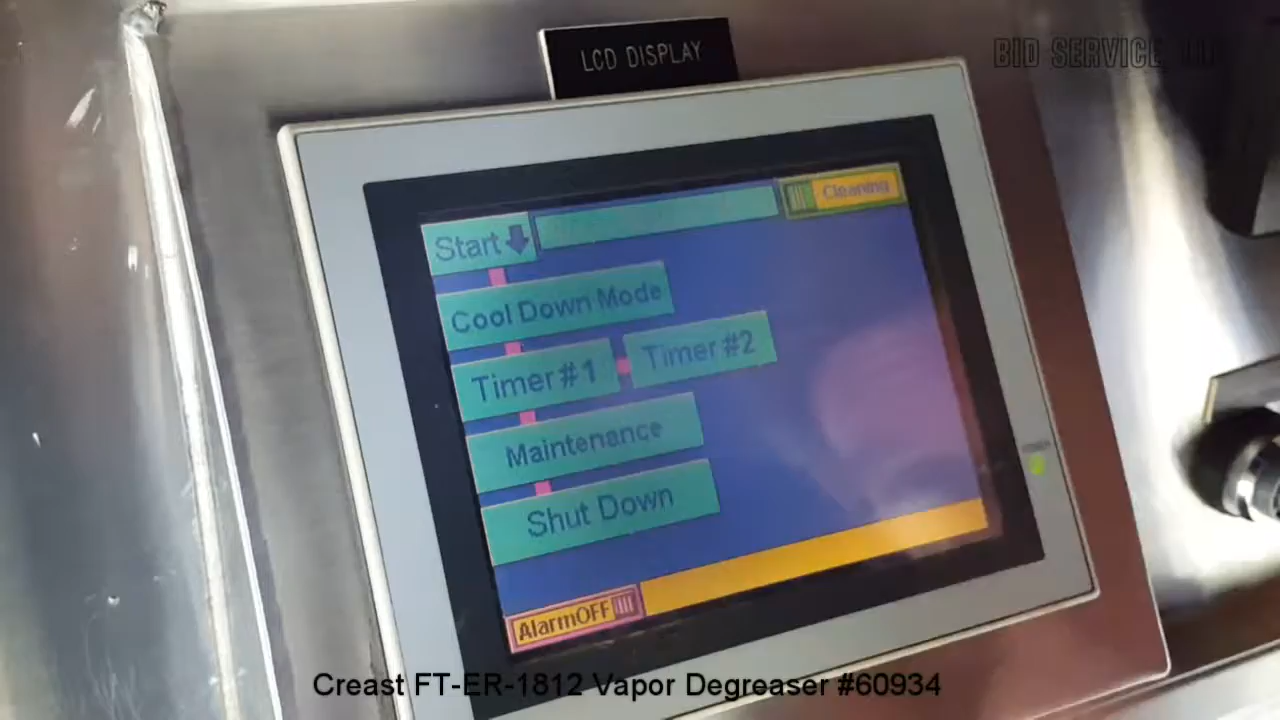 LCD DISPLAY
BID SERVICE, LLC
Start
Cleaning
Cool Down Mode
Timer #1
Timer #2
Maintenance
Shut Down
AlarmOFF
Creast FT-ER-1812 Vapor Degreaser #60934